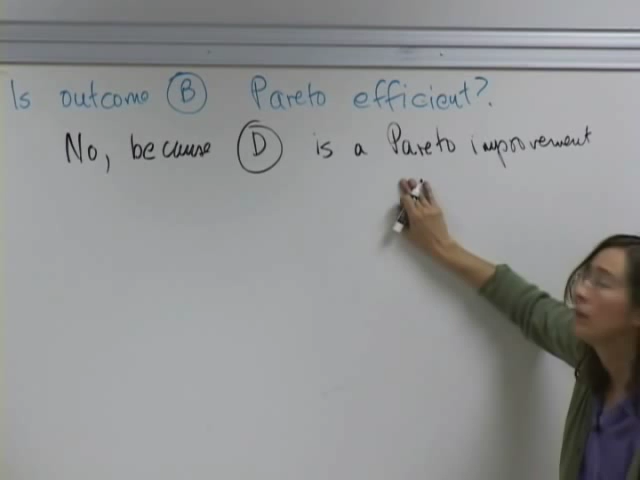 Is outcome B Pareto efficient?
No, because D is a Pareto improvement